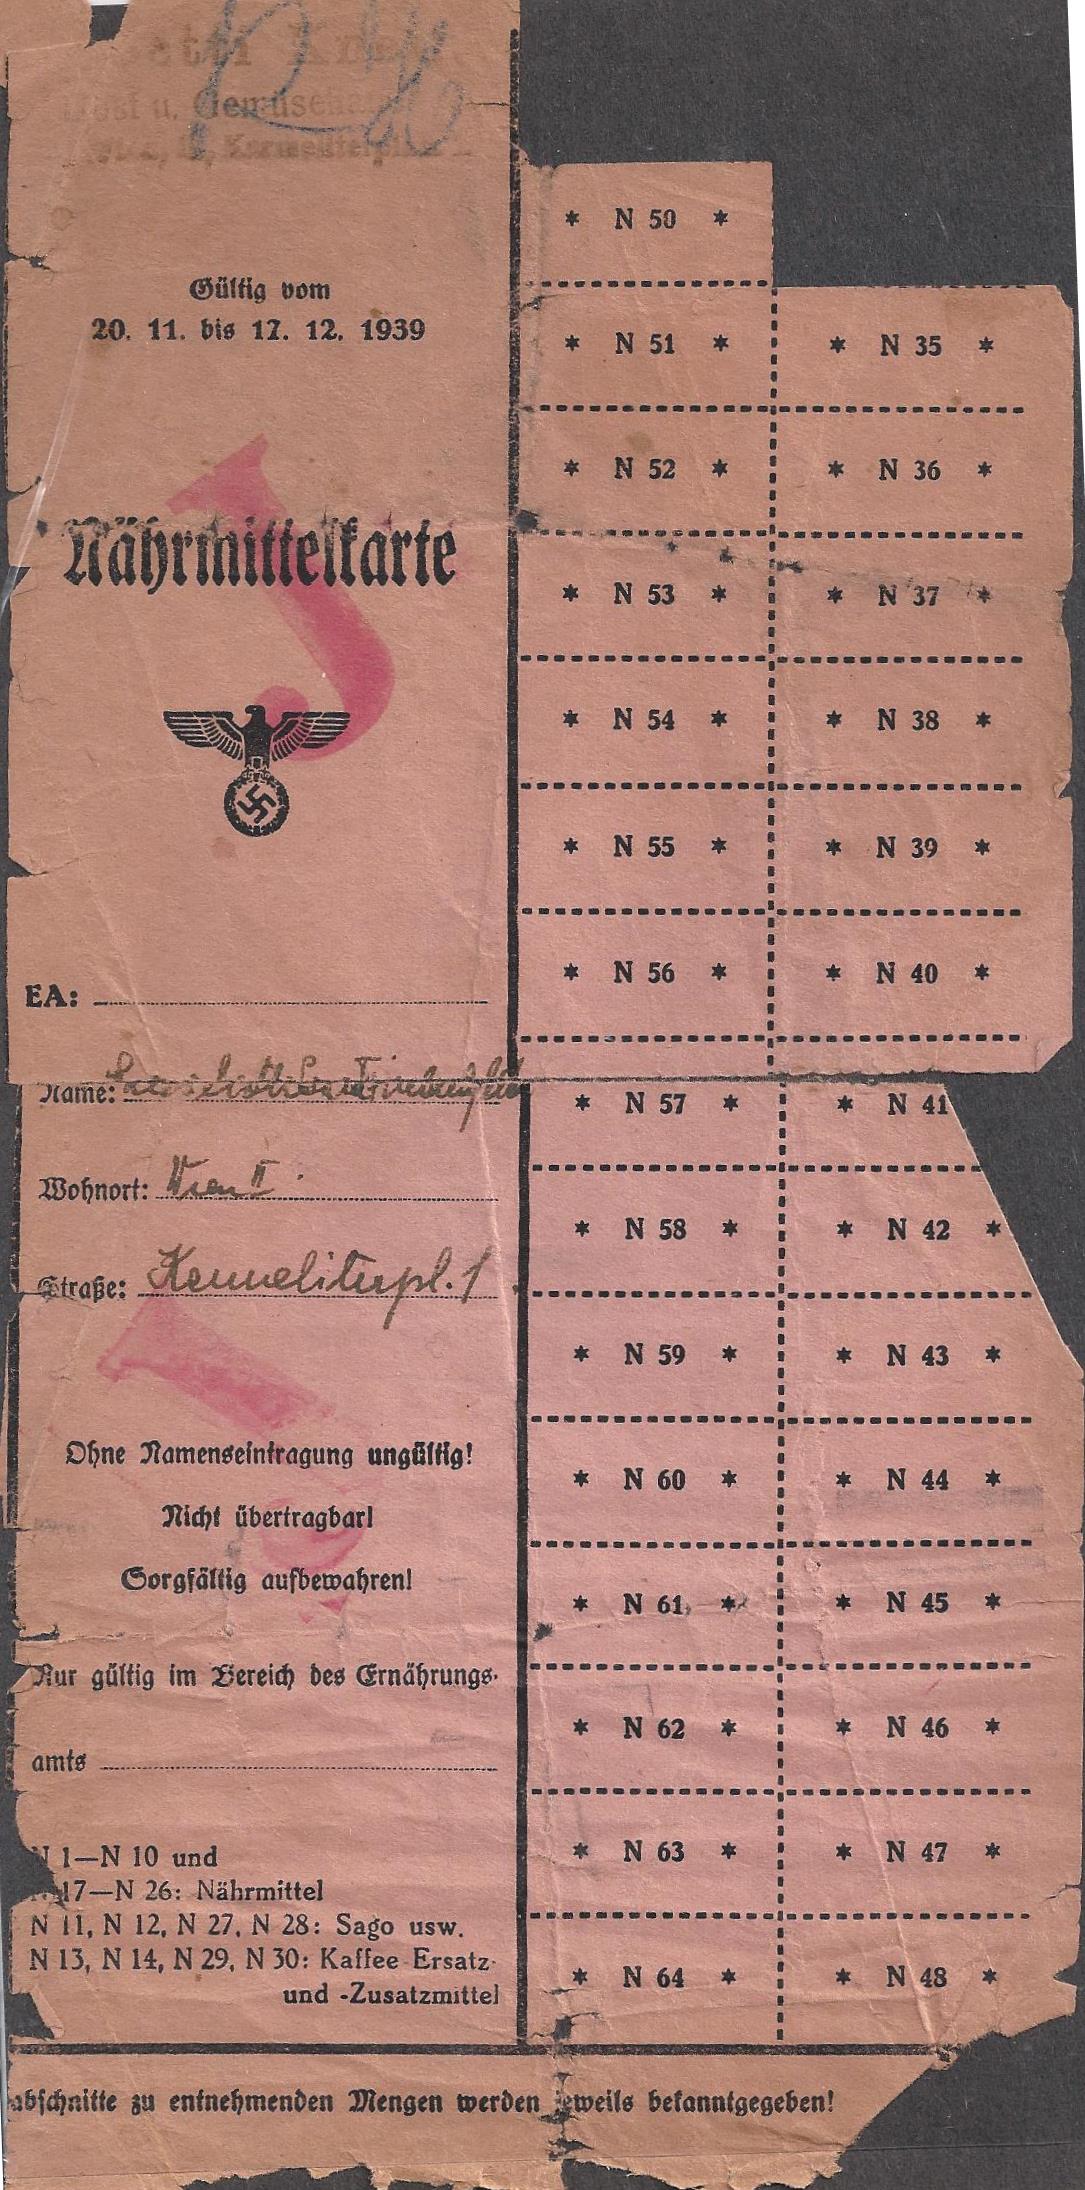 Obst u. Gemüseha
Gültig vom
20. 11. bis 17. 12. 1939
J
Nährmittelkarte
EA:
Name:
Wohnort: Wien II
Straße: Karmeliterpl. 1
J
Ohne Namenseintragung ungültig!
Nicht übertragbar!
Sorgfältig aufbewahren!
Nur gültig im Bereich des Ernährungs-
amts
N 1—N 10 und
N 17—N 26: Nährmittel
N 11, N 12, N 27, N 28: Sago usw.
N 13, N 14, N 29, N 30: Kaffee-Ersatz-
und -Zusatzmittel
abschnitte zu entnehmenden Mengen werden jeweils bekanntgegeben!
* N 50 *
* N 51 * * N 35 *
* N 52 * * N 36 *
* N 53 * * N 37 *
* N 54 * * N 38 *
* N 55 * * N 39 *
* N 56 * * N 40 *
* N 57 * * N 41
* N 58 * * N 42 *
* N 59 * * N 43 *
* N 60 * * N 44 *
* N 61 * * N 45 *
* N 62 * * N 46 *
* N 63 * * N 47 *
* N 64 * * N 48 *